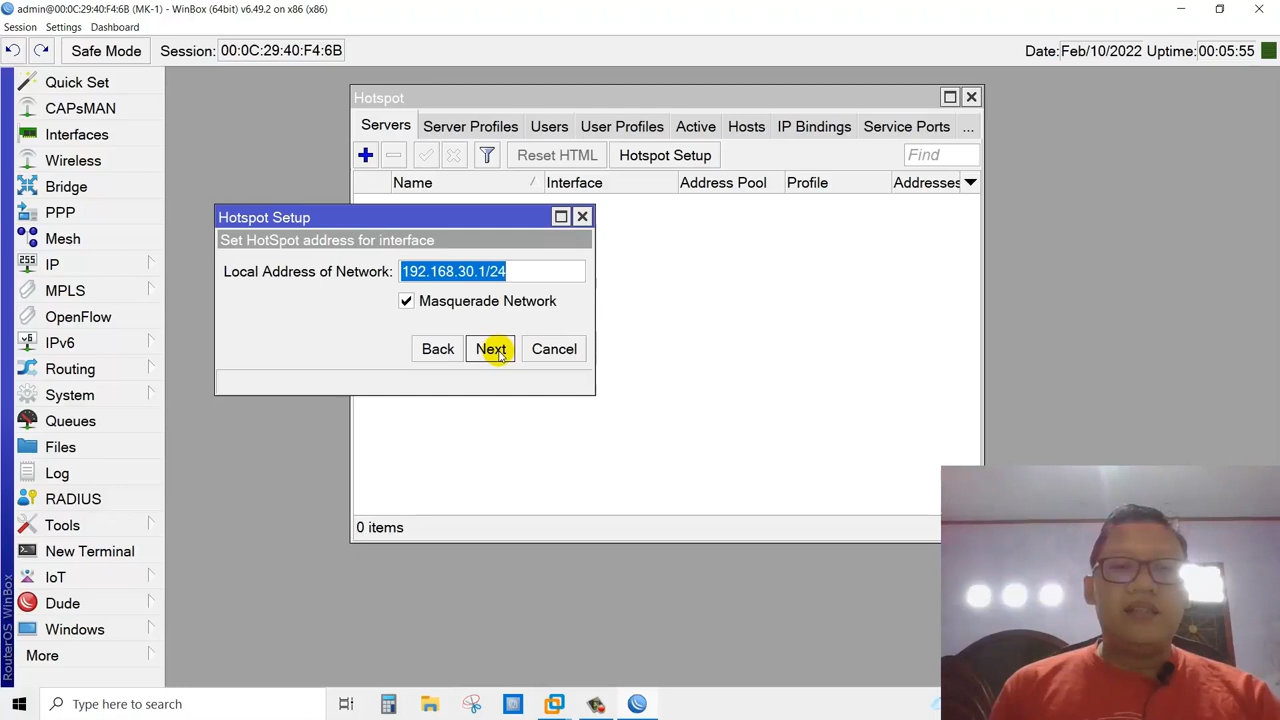 admin@00:0C:29:40:F4:6B (MK-1) - WinBox (64bit) v6.49.2 on x86 (x86)
Session Settings Dashboard
Safe Mode Session: 00:0C:29:40:F4:6B Date: Feb/10/2022 Uptime: 00:05:55
Quick Set
CAPsMAN
Interfaces
Wireless
Bridge
PPP
Mesh
255
IP
MPLS
OpenFlow
v6
IPv6
Routing
System
Queues
Files
Log
RADIUS
Tools
New Terminal
IoT
Dude
Windows
More
RouterOS WinBox
Hotspot
Servers Server Profiles Users User Profiles Active Hosts IP Bindings Service Ports ...
Reset HTML Hotspot Setup Find
Name / Interface Address Pool Profile Addresses
0 items
Hotspot Setup
Set HotSpot address for interface
Local Address of Network: 192.168.30.1/24
Masquerade Network
Back Next Cancel
Type here to search